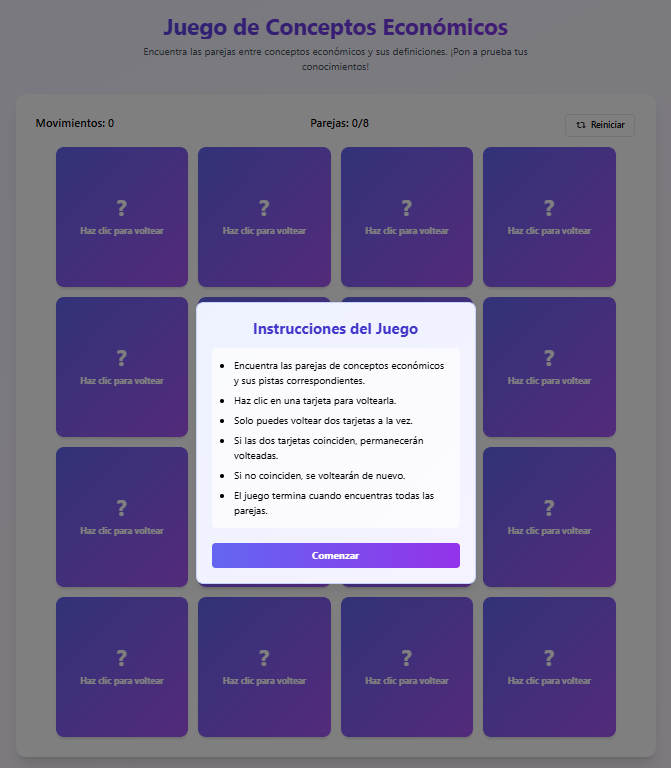 Juego de Conceptos Económicos
Encuentra las parejas entre conceptos económicos y sus definiciones. ¡Pon a prueba tus
conocimientos!
Movimientos: 0
Parejas: 0/8
Reiniciar
? ? ? ?
Haz clic para voltear Haz clic para voltear Haz clic para voltear Haz clic para voltear
? ?
Haz clic para voltear Haz clic para voltear
Instrucciones del Juego
• Encuentra las parejas de conceptos económicos
y sus pistas correspondientes.
• Haz clic en una tarjeta para voltearla.
• Solo puedes voltear dos tarjetas a la vez.
• Si las dos tarjetas coinciden, permanecerán
volteadas.
• Si no coinciden, se voltearán de nuevo.
• El juego termina cuando encuentras todas las
parejas.
Comenzar
? ?
Haz clic para voltear Haz clic para voltear
? ? ? ?
Haz clic para voltear Haz clic para voltear Haz clic para voltear Haz clic para voltear